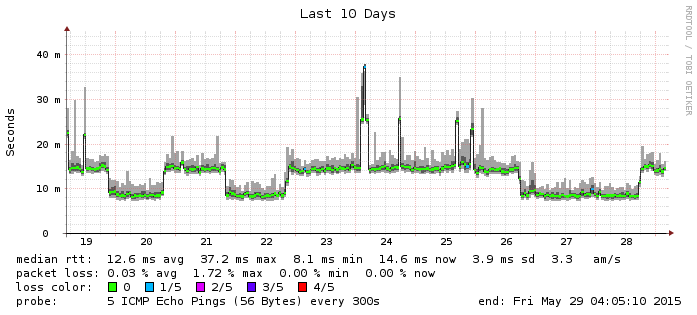 Last 10 Days
RRDTOOL / TOBI OETIKER
Seconds
40 m
30 m
20 m
10 m
0
19 20 21 22 23 24 25 26 27 28
median rtt: 12.6 ms avg 37.2 ms max 8.1 ms min 14.6 ms now 3.9 ms sd 3.3 am/s
packet loss: 0.03 % avg 1.72 % max 0.00 % min 0.00 % now
loss color: 0 1/5 2/5 3/5 4/5
probe: 5 ICMP Echo Pings (56 Bytes) every 300s end: Fri May 29 04:05:10 2015